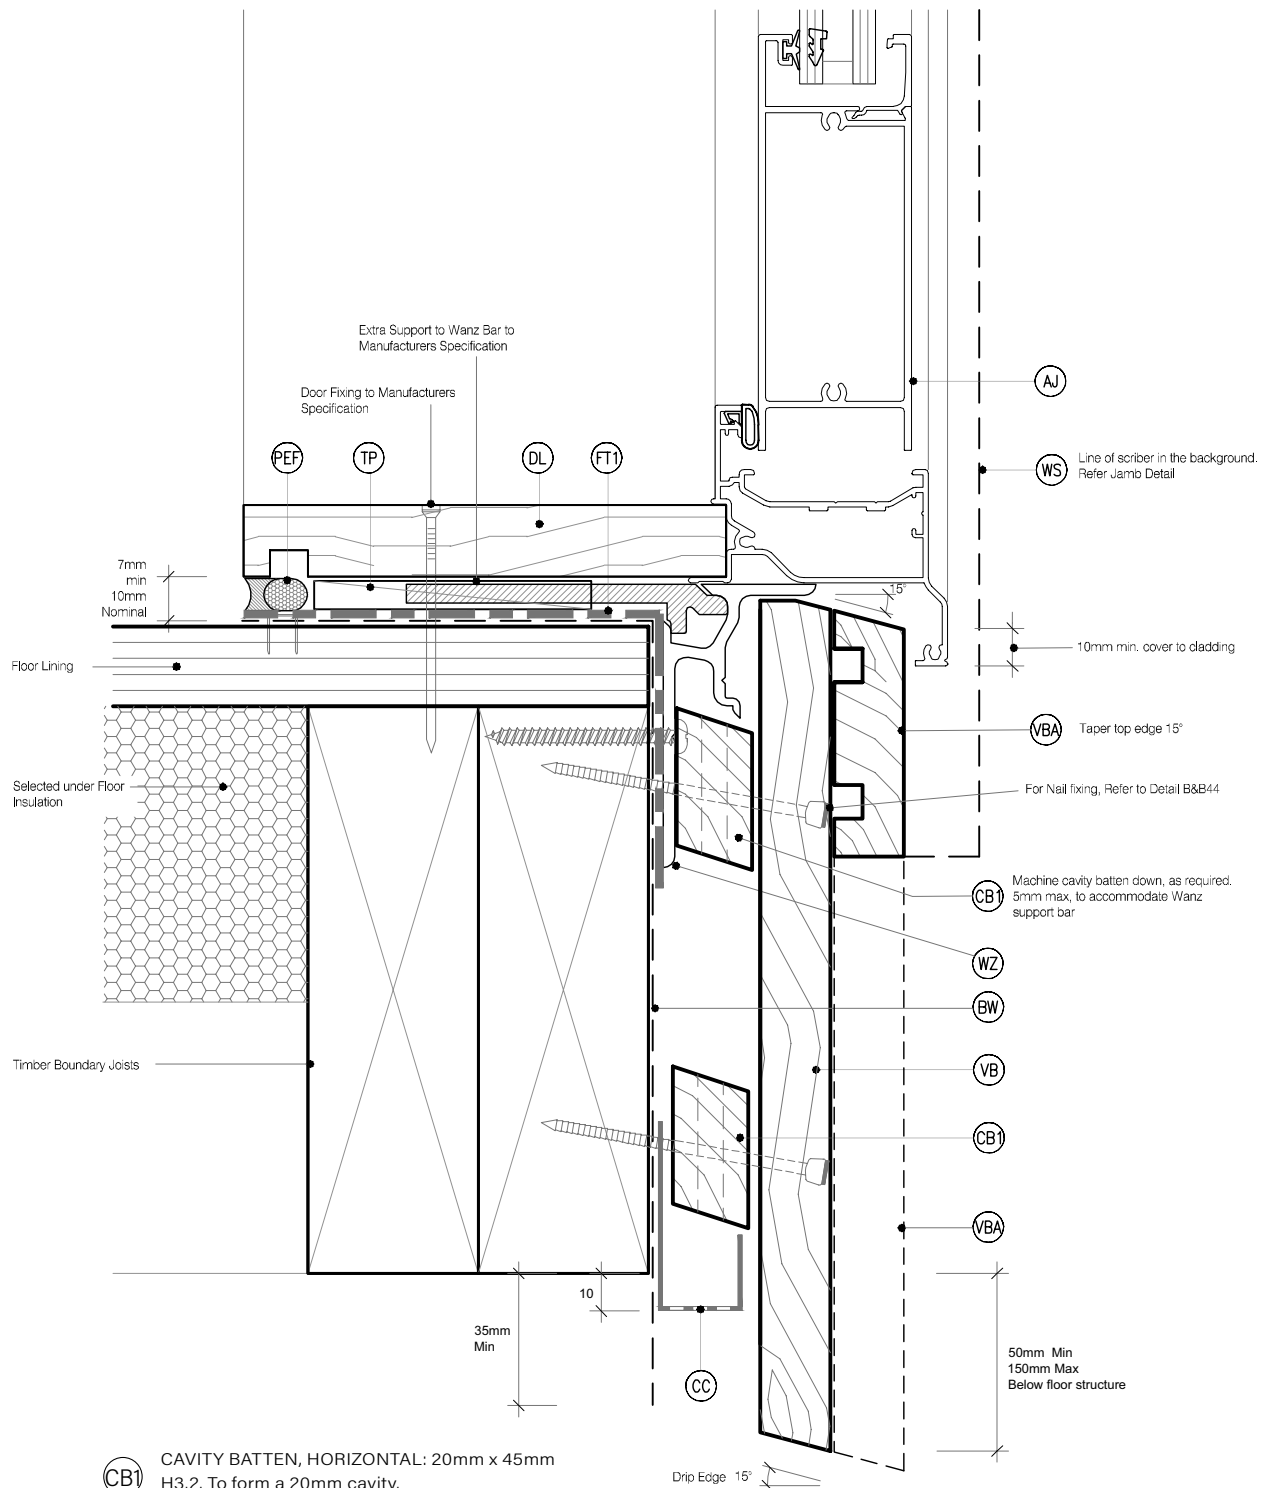 Extra Support to Wanz Bar to
Manufacturers Specification
Door Fixing to Manufacturers
Specification
AJ
PEF
TP
DL
FT1
WS
Line of scriber in the background.
Refer Jamb Detail
7mm
min
10mm
Nominal
15°
10mm min. cover to cladding
Floor Lining
VBA
Taper top edge 15°
Selected under Floor
Insulation
For Nail fixing, Refer to Detail B&B44
CB1
Machine cavity batten down, as required.
5mm max, to accommodate Wanz
support bar
WZ
BW
Timber Boundary Joists
VB
CB1
VBA
10
35mm
Min
CC
50mm Min
150mm Max
Below floor structure
Drip Edge 15°
CB1
CAVITY BATTEN, HORIZONTAL: 20mm x 45mm
H3.2. To form a 20mm cavity.